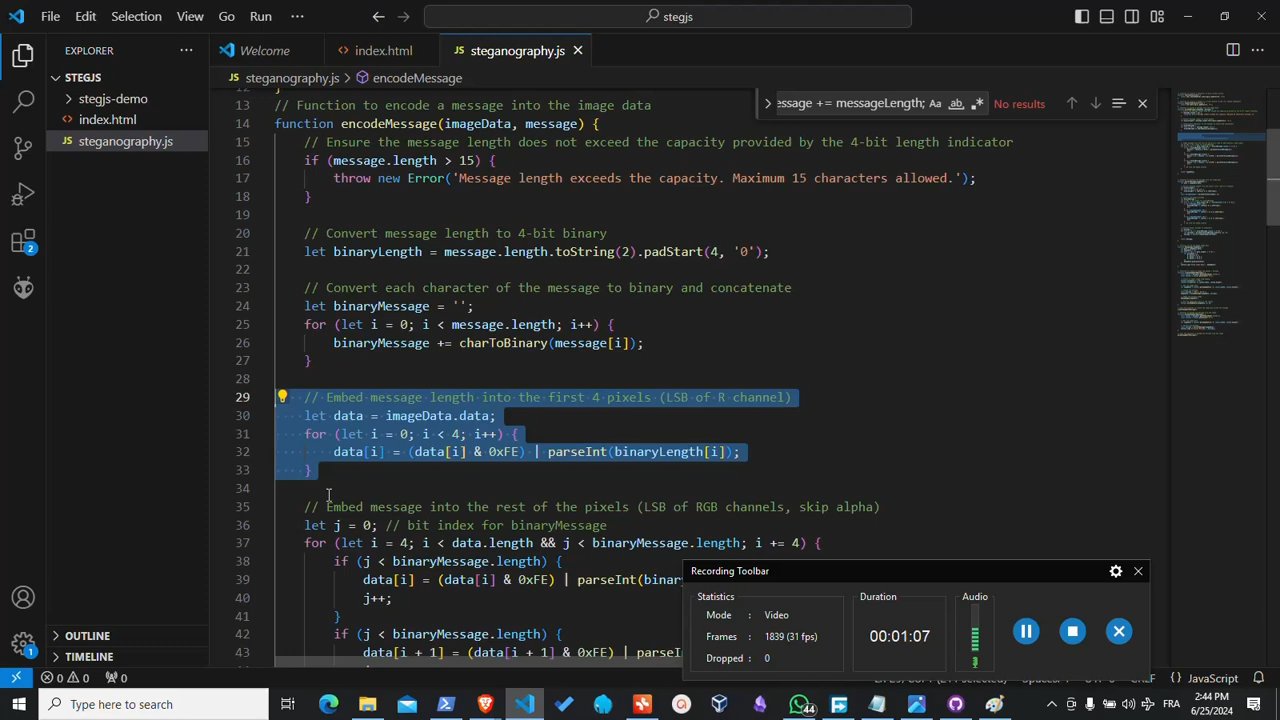 File Edit Selection View Go Run ··· stegjs
EXPLORER ···
Welcome
index.html
JS steganography.js
STEGJS
JS steganography.js > encodeMessage
stegjs-demo
index.html
JS steganography.js
No results
13 // Function to encode a message into the image data
14 function encodeMessage(imageData, message) {
15 // Ensure the message length does not exceed the capacity provided by the 4-bit length indicator
16 if (message.length > 15) {
17 throw new Error('Message length exceeds the capacity. Maximum 15 characters allowed.');
18 }
19
20 // Convert message length to 4-bit binary
21 let binaryLength = message.length.toString(2).padStart(4, '0');
22
23 // Convert each character of the message to binary and concatenate
24 let binaryMessage = '';
25 for (let i = 0; i < message.length; i++) {
26 binaryMessage += charToBinary(message[i]);
27 }
28
29 // Embed message length into the first 4 pixels (LSB of R channel)
30 let data = imageData.data;
31 for (let i = 0; i < 4; i++) {
32 data[i] = (data[i] & 0xFE) | parseInt(binaryLength[i]);
33 }
34
35 // Embed message into the rest of the pixels (LSB of RGB channels, skip alpha)
36 let j = 0; // bit index for binaryMessage
37 for (let i = 4; i < data.length && j < binaryMessage.length; i += 4) {
38 if (j < binaryMessage.length) {
39 data[i] = (data[i] & 0xFE) | parseInt(
40 j++;
41 }
42 if (j < binaryMessage.length) {
43 data[i + 1] = (data[i + 1] & 0xFE) |
2
1
OUTLINE
TIMELINE
Recording Toolbar
Statistics
Mode : Video
Frames : 1839 (31 fps)
Dropped : 0
Duration
00:01:07
Audio
0 0 0
JavaScript
Type here to search
44
FRA
2:44 PM
6/25/2024